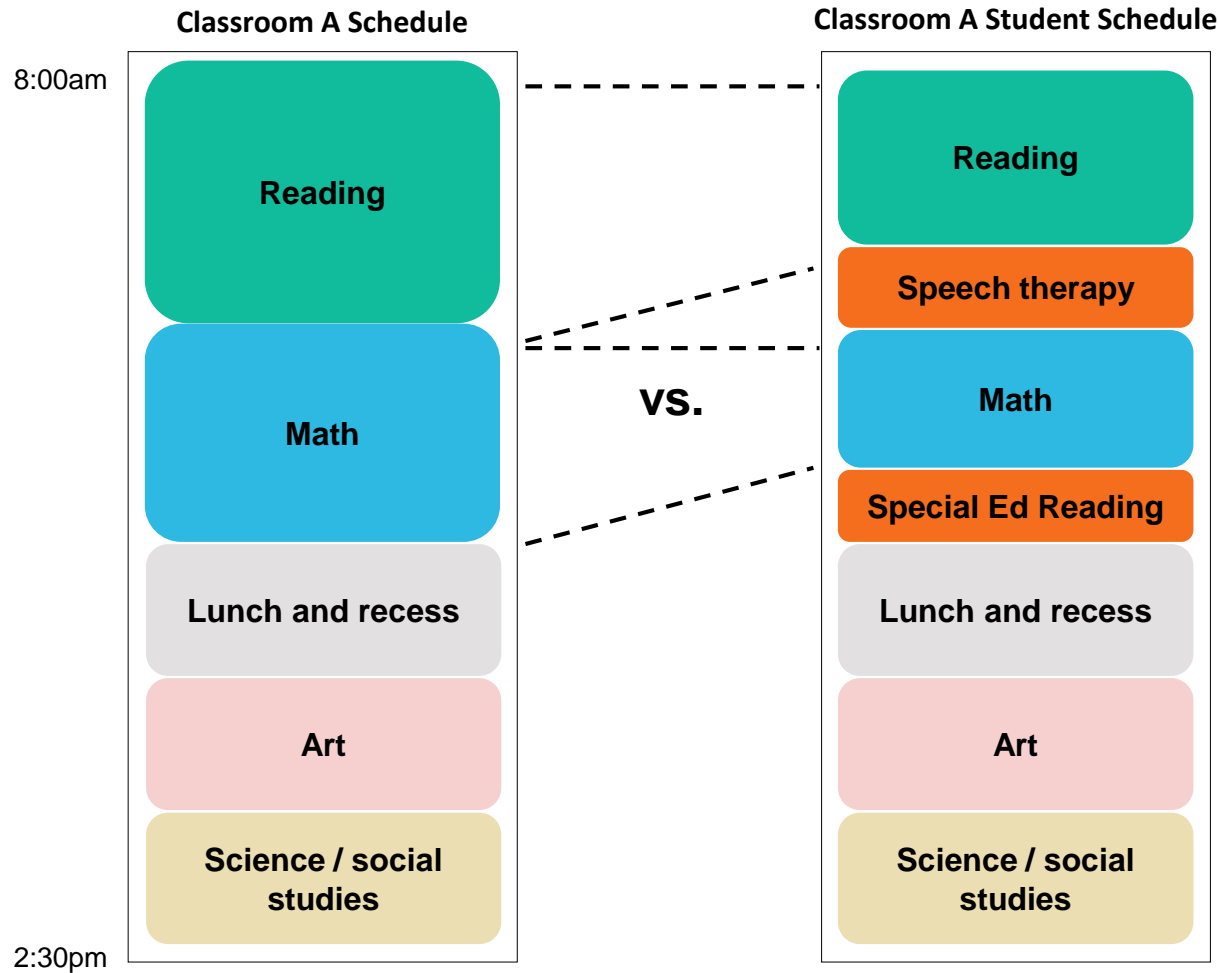 Classroom A Schedule
8:00am
Reading
Math
Lunch and recess
Art
Science / social
studies
2:30pm
vs.
Classroom A Student Schedule
Reading
Speech therapy
Math
Special Ed Reading
Lunch and recess
Art
Science / social
studies